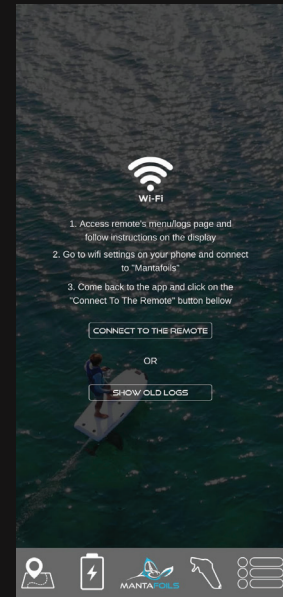 Wi-Fi
1. Access remote's menu/logs page and
follow instructions on the display
2. Go to wifi settings on your phone and connect
to "Mantafoils"
3. Come back to the app and click on the
"Connect To The Remote" button bellow
CONNECT TO THE REMOTE
OR
SHOW OLD LOGS
MANTAFOILS